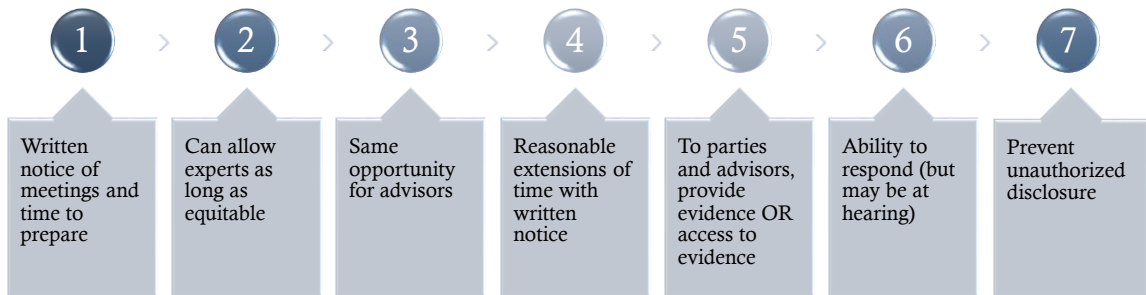 1
2
3
4
5
6
7
Written
notice of
meetings and
time to
prepare
Can allow
experts as
long as
equitable
Same
opportunity
for advisors
Reasonable
extensions of
time with
written
notice
To parties
and advisors,
provide
evidence OR
access to
evidence
Ability to
respond (but
may be at
hearing)
Prevent
unauthorized
disclosure